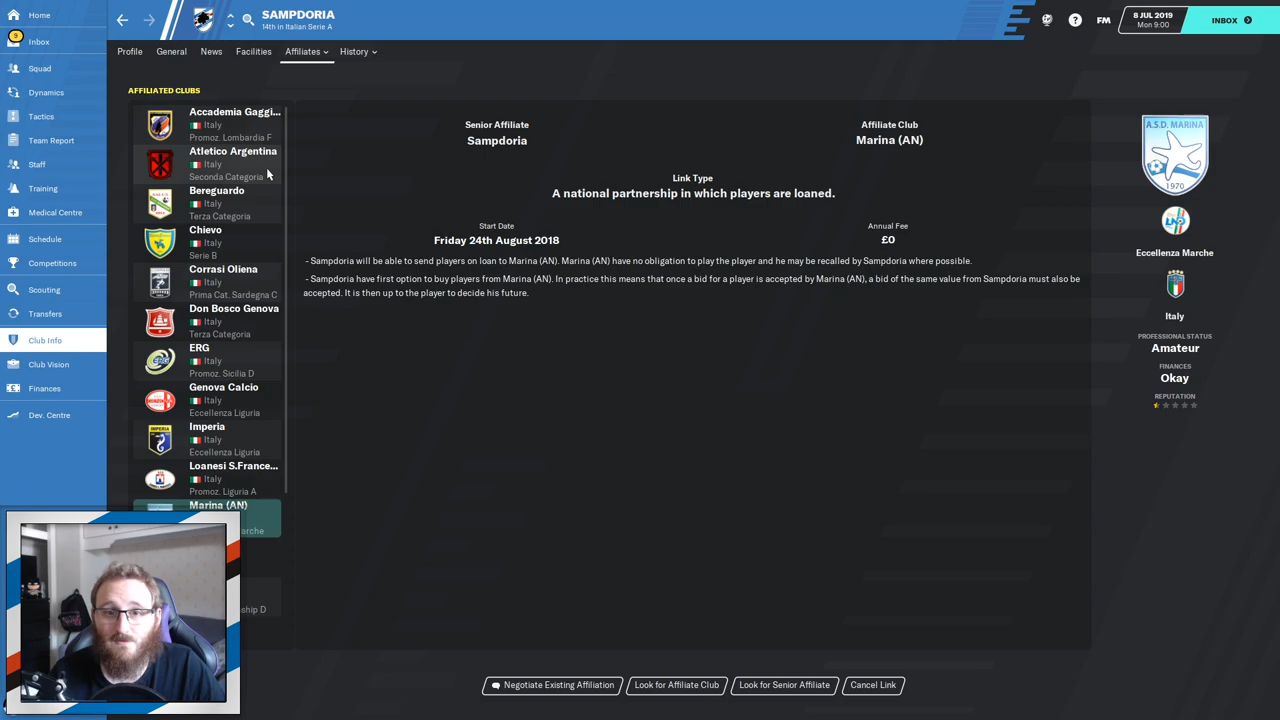 Home
9
Inbox
Squad
Dynamics
Tactics
Team Report
Staff
Training
Medical Centre
Schedule
Competitions
Scouting
Transfers
Club Info
Club Vision
Finances
Dev. Centre
SAMPDORIA
14th in Italian Serie A
?
FM
8 JUL 2019
Mon 9:00
INBOX
Profile
General
News
Facilities
Affiliates
History
AFFILIATED CLUBS
Accademia Gaggi...
Italy
Promoz. Lombardia F
Atletico Argentina
Italy
Seconda Categoria
Bereguardo
Italy
Terza Categoria
Chievo
Italy
Serie B
Corrasi Oliena
Italy
Prima Cat. Sardegna C
Don Bosco Genova
Italy
Terza Categoria
ERG
Italy
Promoz. Sicilia D
Genova Calcio
Italy
Eccellenza Liguria
Imperia
Italy
Eccellenza Liguria
Loanesi S.France...
Italy
Promoz. Liguria A
Marina (AN)
arche
ship D
Senior Affiliate
Sampdoria
Affiliate Club
Marina (AN)
Link Type
A national partnership in which players are loaned.
Start Date
Friday 24th August 2018
Annual Fee
£0
- Sampdoria will be able to send players on loan to Marina (AN). Marina (AN) have no obligation to play the player and he may be recalled by Sampdoria where possible.
- Sampdoria have first option to buy players from Marina (AN). In practice this means that once a bid for a player is accepted by Marina (AN), a bid of the same value from Sampdoria must also be
accepted. It is then up to the player to decide his future.
A.S.D. MARINA
1970
LND
Eccellenza Marche
Italy
PROFESSIONAL STATUS
Amateur
FINANCES
Okay
REPUTATION
Negotiate Existing Affiliation
Look for Affiliate Club
Look for Senior Affiliate
Cancel Link